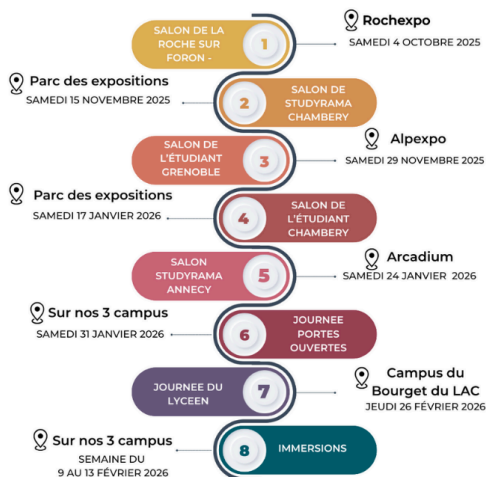 SALON DE LA
ROCHE SUR
FORON -
1
Rochexpo
SAMEDI 4 OCTOBRE 2025
Parc des expositions
SAMEDI 15 NOVEMBRE 2025
2
SALON DE
STUDYRAMA
CHAMBERY
SALON DE
L'ÉTUDIANT
GRENOBLE
3
Alpexpo
SAMEDI 29 NOVEMBRE 2025
Parc des expositions
SAMEDI 17 JANVIER 2026
4
SALON DE
L'ÉTUDIANT
CHAMBERY
SALON
STUDYRAMA
ANNECY
5
Arcadium
SAMEDI 24 JANVIER 2026
Sur nos 3 campus
SAMEDI 31 JANVIER 2026
6
JOURNEE
PORTES
OUVERTES
JOURNEE DU
LYCEEN
7
Campus du
Bourget du LAC
JEUDI 26 FÉVRIER 2026
Sur nos 3 campus
SEMAINE DU
9 AU 13 FÉVRIER 2026
8
IMMERSIONS